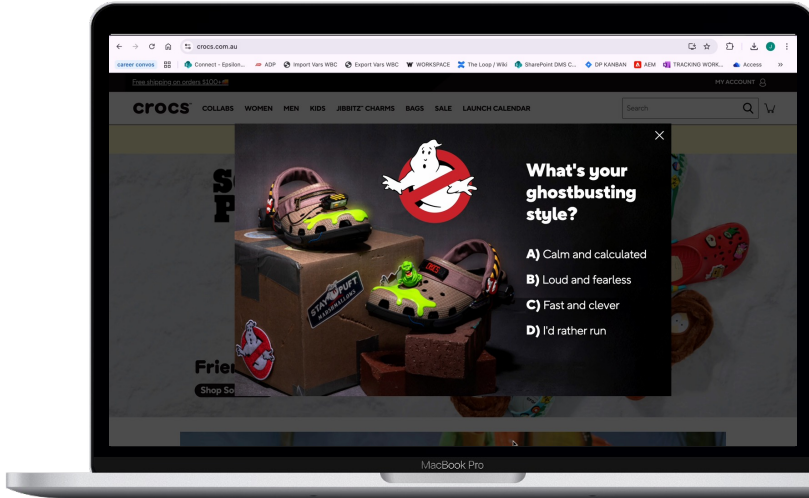 crocs.com.au
career convos
Connect - Epsilon...
ADP
Import Vars WBC
Export Vars WBC
WORKSPACE
The Loop / Wiki
SharePoint DMS C...
DP KANBAN
AEM
TRACKING WORK...
Access
Free shipping on orders $100+
MY ACCOUNT
crocs™
COLLABS
WOMEN
MEN
KIDS
JIBBITZ™ CHARMS
BAGS
SALE
LAUNCH CALENDAR
Search
What's your
ghostbusting
style?
A) Calm and calculated
B) Loud and fearless
C) Fast and clever
D) I'd rather run
STAY PUFT
MARSHMALLOWS
Shop
MacBook Pro